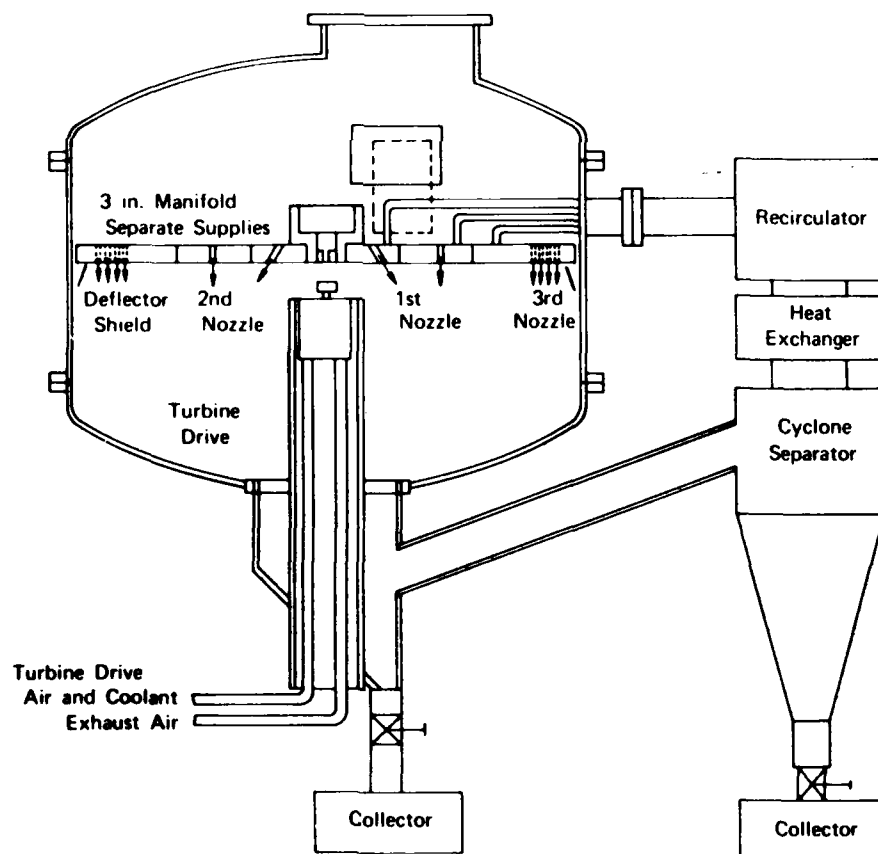 3 in. Manifold
Separate Supplies
Recirculator
Deflector
Shield
2nd
Nozzle
1st
Nozzle
3rd
Nozzle
Heat
Exchanger
Turbine
Drive
Cyclone
Separator
Turbine Drive
Air and Coolant
Exhaust Air
Collector
Collector